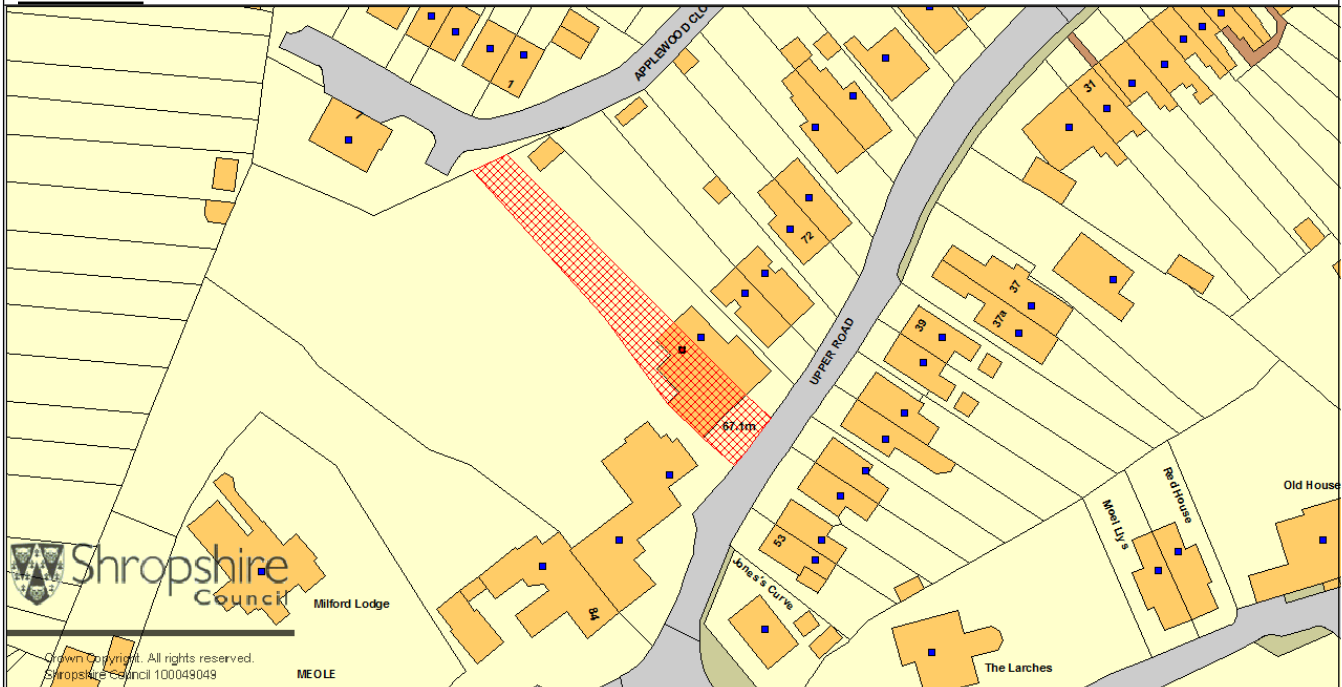 APPLEWOOD CLO
1
31
72
37
37a
39
UPPER ROAD
67.1m
Red House
Moel Lly's
Old House
53
Jones's Curve
84
Shropshire
Council
Milford Lodge
Crown Copyright. All rights reserved.
Shropshire Council 100049049
MEOLE
The Larches